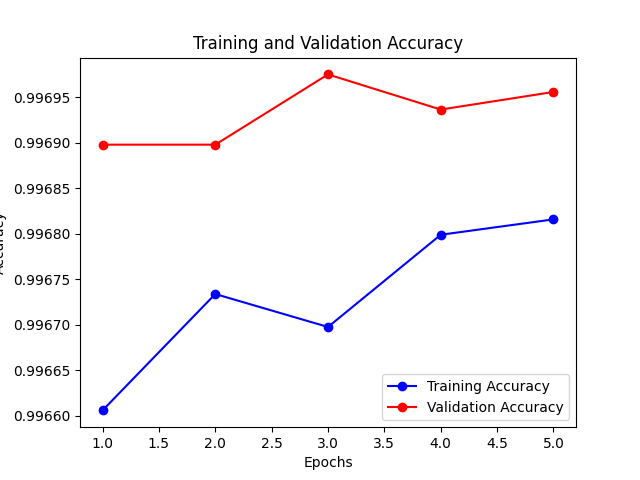 Training and Validation Accuracy
0.99695
0.99690
0.99685
0.99680
0.99675
0.99670
0.99665
0.99660
Training Accuracy
Validation Accuracy
1.0 1.5 2.0 2.5 3.0 3.5 4.0 4.5 5.0
Epochs